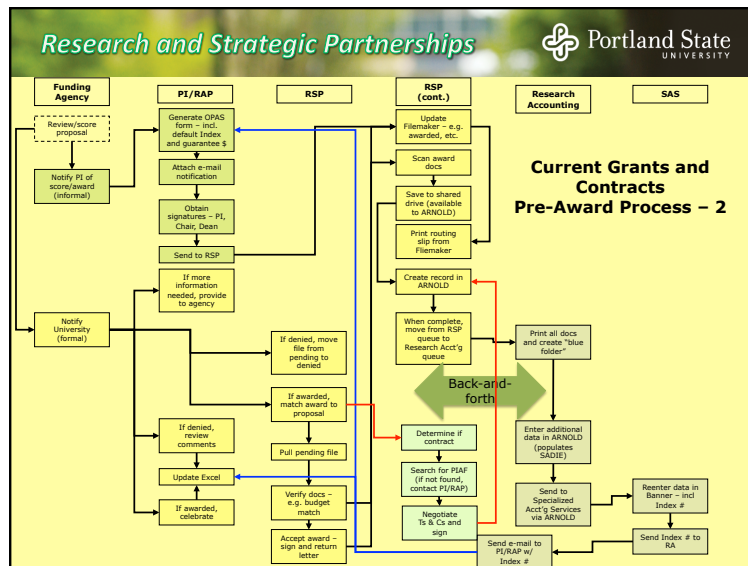 Research and Strategic Partnerships
Portland State
UNIVERSITY
Funding
Agency
PI/RAP
RSP
RSP
(cont.)
Research
Accounting
SAS
Review/score
proposal
Notify PI of
score/award
(informal)
Notify
University
(formal)
Generate OPAS
form – incl.
default Index
and guarantee $
Attach e-mail
notification
Obtain
signatures – PI,
Chair, Dean
Send to RSP
If more
information
needed, provide
to agency
If denied,
review
comments
Update Excel
If awarded,
celebrate
If denied, move
file from
pending to
denied
If awarded,
match award to
proposal
Pull pending file
Verify docs –
e.g. budget
match
Accept award –
sign and return
letter
Update
Filemaker – e.g.
awarded, etc.
Scan award
docs
Save to shared
drive (available
to ARNOLD)
Print routing
slip from
Fliemaker
Create record in
ARNOLD
When complete,
move from RSP
queue to
Research Acct'g
queue
Back-and-
forth
Determine if
contract
Search for PIAF
(if not found,
contact PI/RAP)
Negotiate
Ts & Cs and
sign
Current Grants and
Contracts
Pre-Award Process – 2
Print all docs
and create "blue
folder"
Enter additional
data in ARNOLD
(populates
SADIE)
Send to
Specialized
Acct'g Services
via ARNOLD
Send e-mail to
PI/RAP w/
Index #
Reenter data in
Banner – incl
Index #
Send Index # to
RA